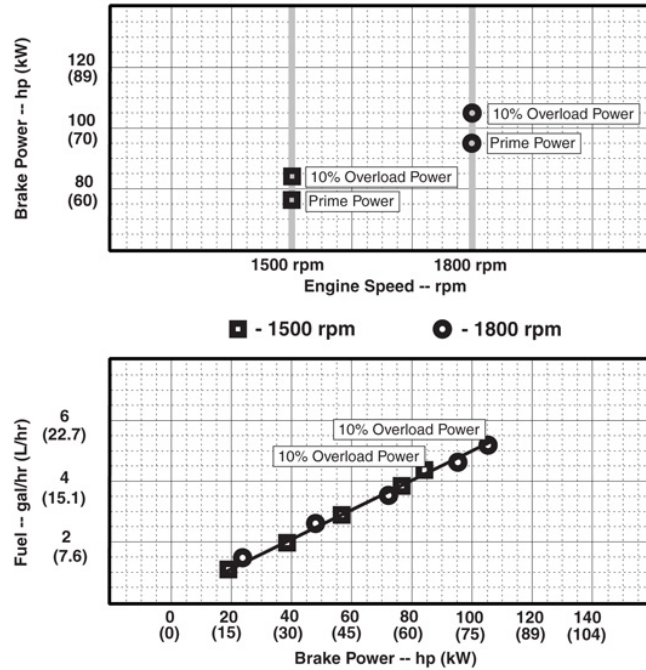 Brake Power -- hp (kW)
120
(89)
100
(70)
80
(60)
10% Overload Power
Prime Power
10% Overload Power
Prime Power
1500 rpm
1800 rpm
Engine Speed -- rpm
- 1500 rpm
- 1800 rpm
Fuel -- gal/hr (L/hr)
6
(22.7)
4
(15.1)
2
(7.6)
10% Overload Power
10% Overload Power
0 20 40 60 80 100 120 140
(0) (15) (30) (45) (60) (75) (89) (104)
Brake Power -- hp (kW)